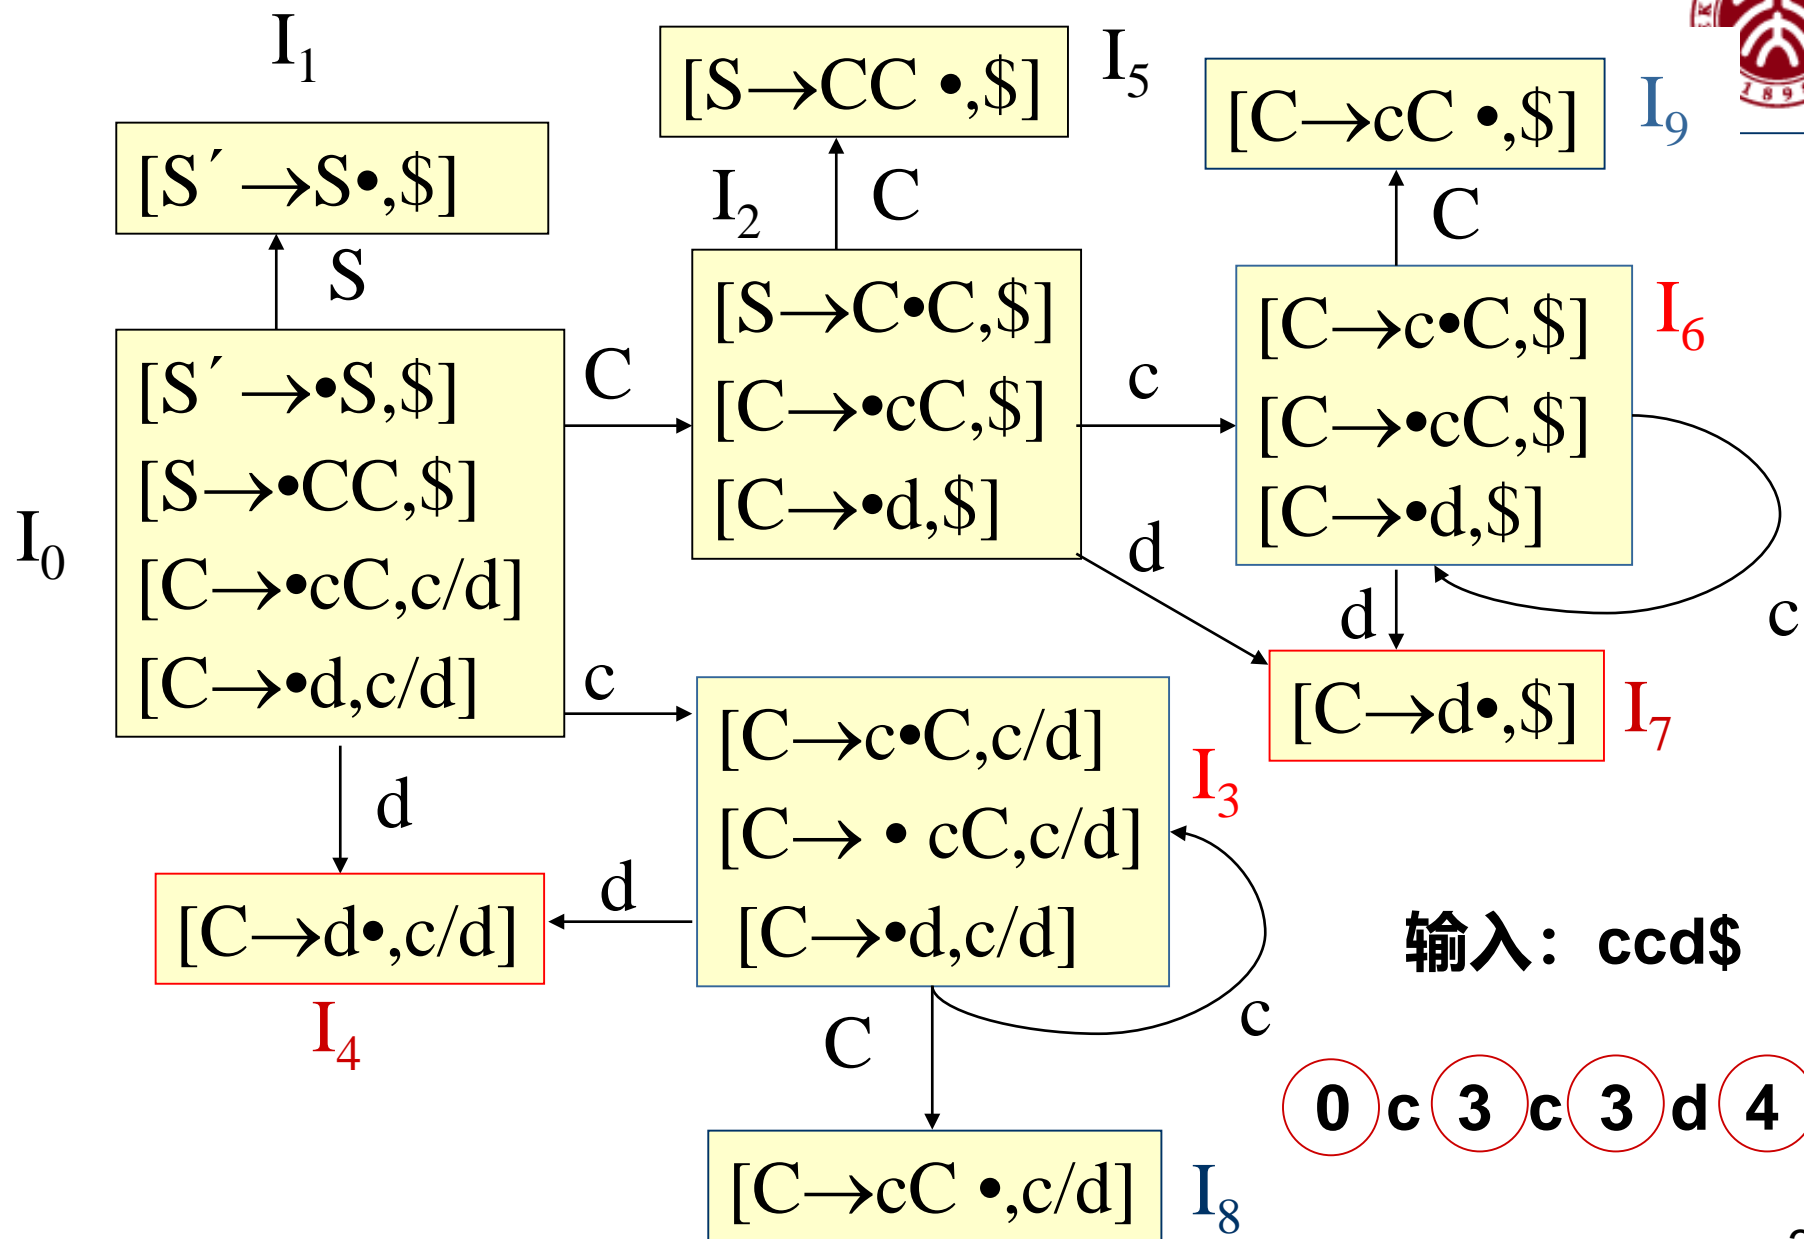 I1
[S´→S•,$]
S
I0
[S´→•S,$]
[S→•CC,$]
[C→•cC,c/d]
[C→•d,c/d]
d
[C→d•,c/d]
I4
C
c
d
[S→CC •,$]
I5
I2
C
[S→C•C,$]
[C→•cC,$]
[C→•d,$]
c
d
[C→c•C,c/d]
[C→ • cC,c/d]
[C→•d,c/d]
I3
c
C
[C→cC •,c/d]
I8
[C→cC •,$]
I9
C
[C→c•C,$]
[C→•cC,$]
[C→•d,$]
I6
c
d
[C→d•,$]
I7
输入：ccd$
0 c 3 c 3 d 4
189